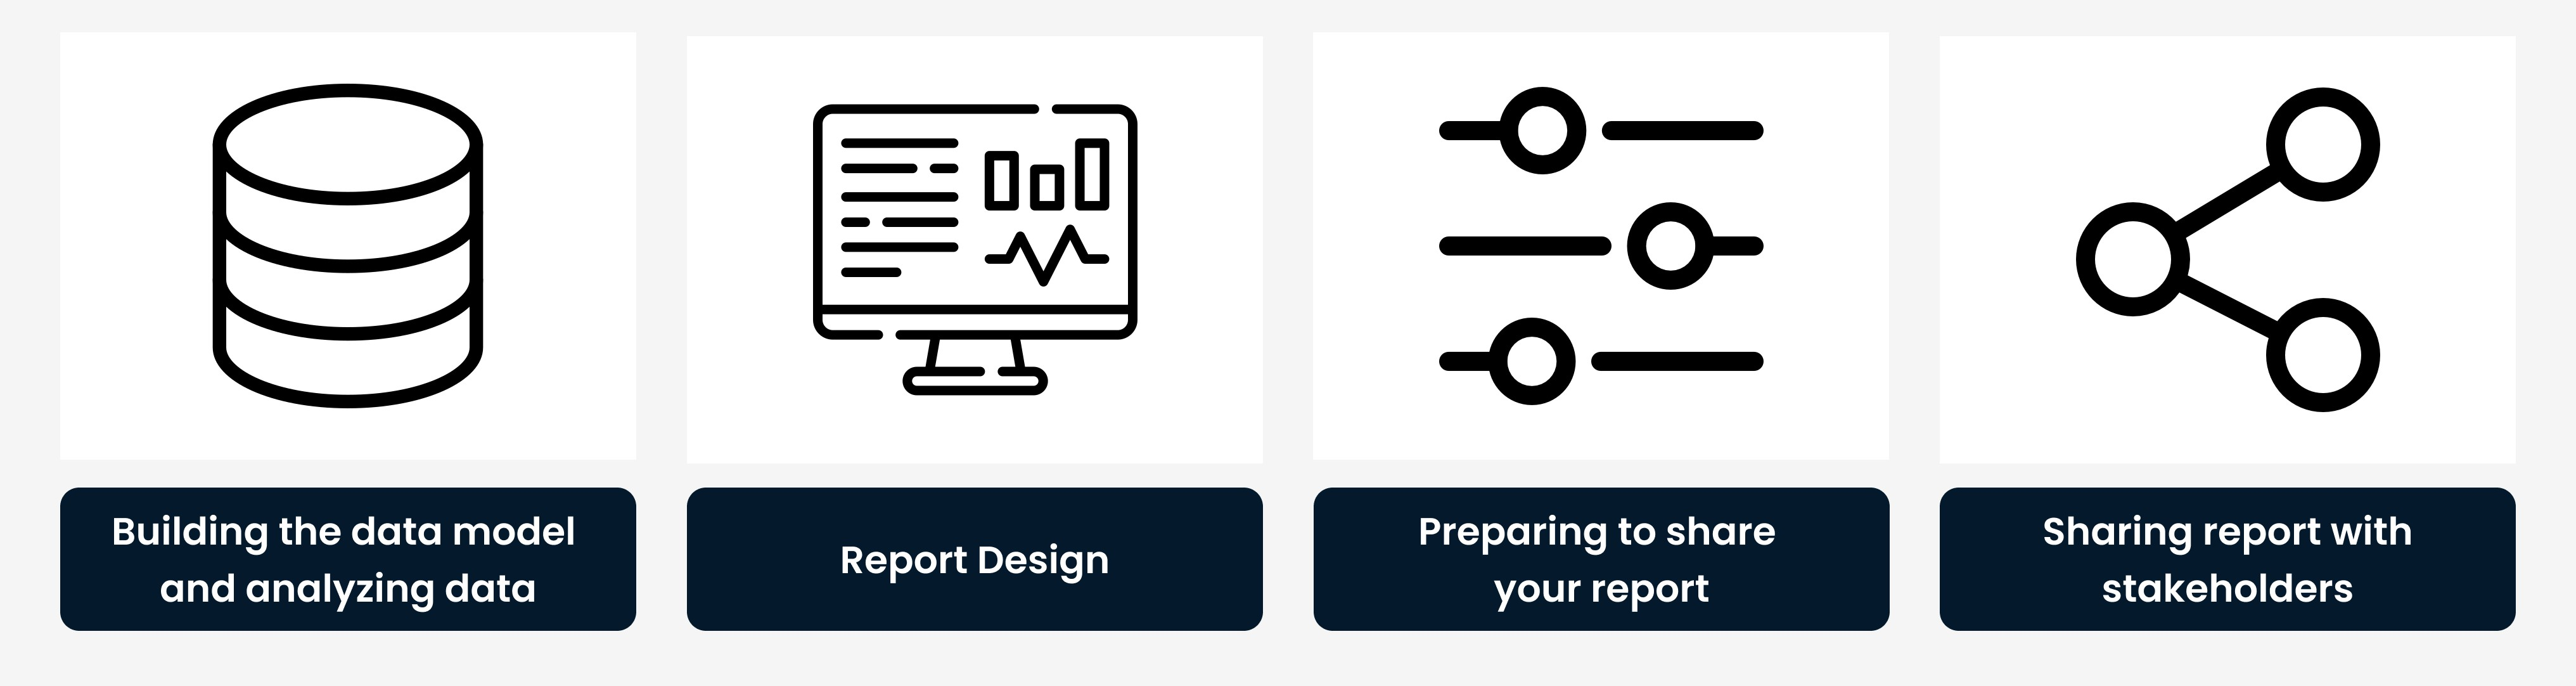 Building the data model
and analyzing data
Report Design
Preparing to share
your report
Sharing report with
stakeholders